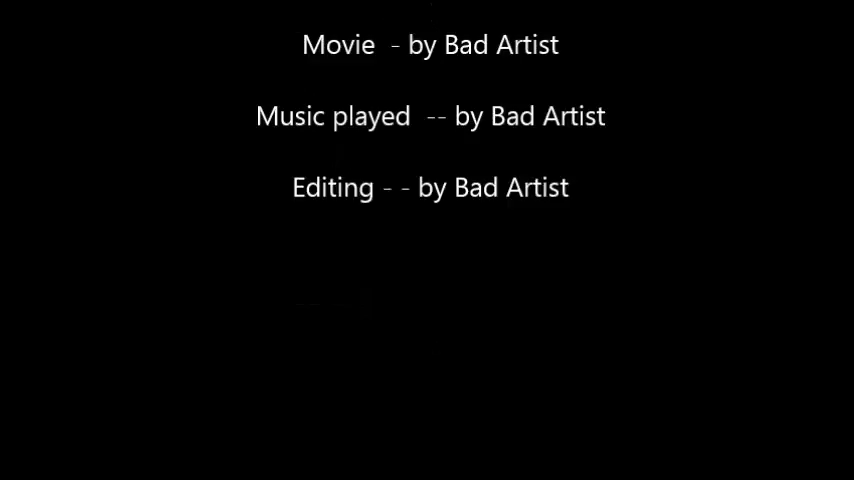 Movie  - by Bad Artist
Music played  -- by Bad Artist
Editing - - by Bad Artist